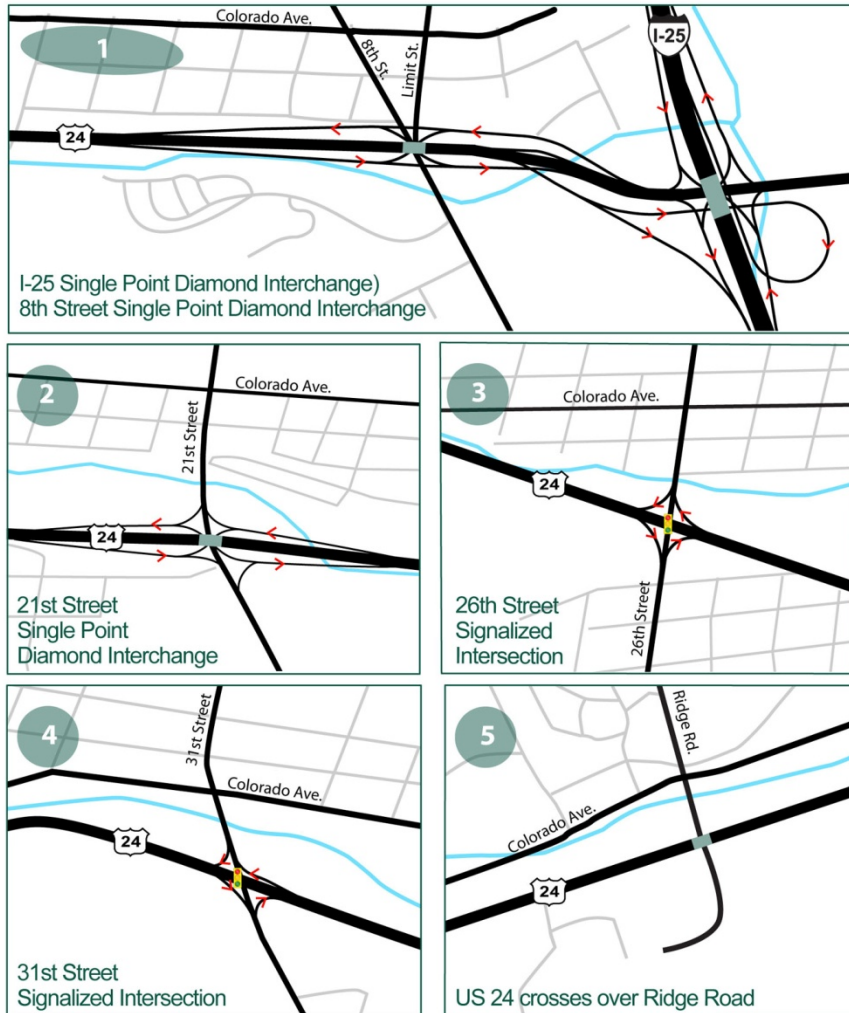 1
Colorado Ave.
8th St.
Limit St.
I-25
24
I-25 Single Point Diamond Interchange)
8th Street Single Point Diamond Interchange
2
Colorado Ave.
21st Street
24
21st Street
Single Point
Diamond Interchange
3
Colorado Ave.
24
26th Street
26th Street
Signalized
Intersection
4
31st Street
Colorado Ave.
24
31st Street
Signalized Intersection
5
Ridge Rd.
Colorado Ave.
24
US 24 crosses over Ridge Road